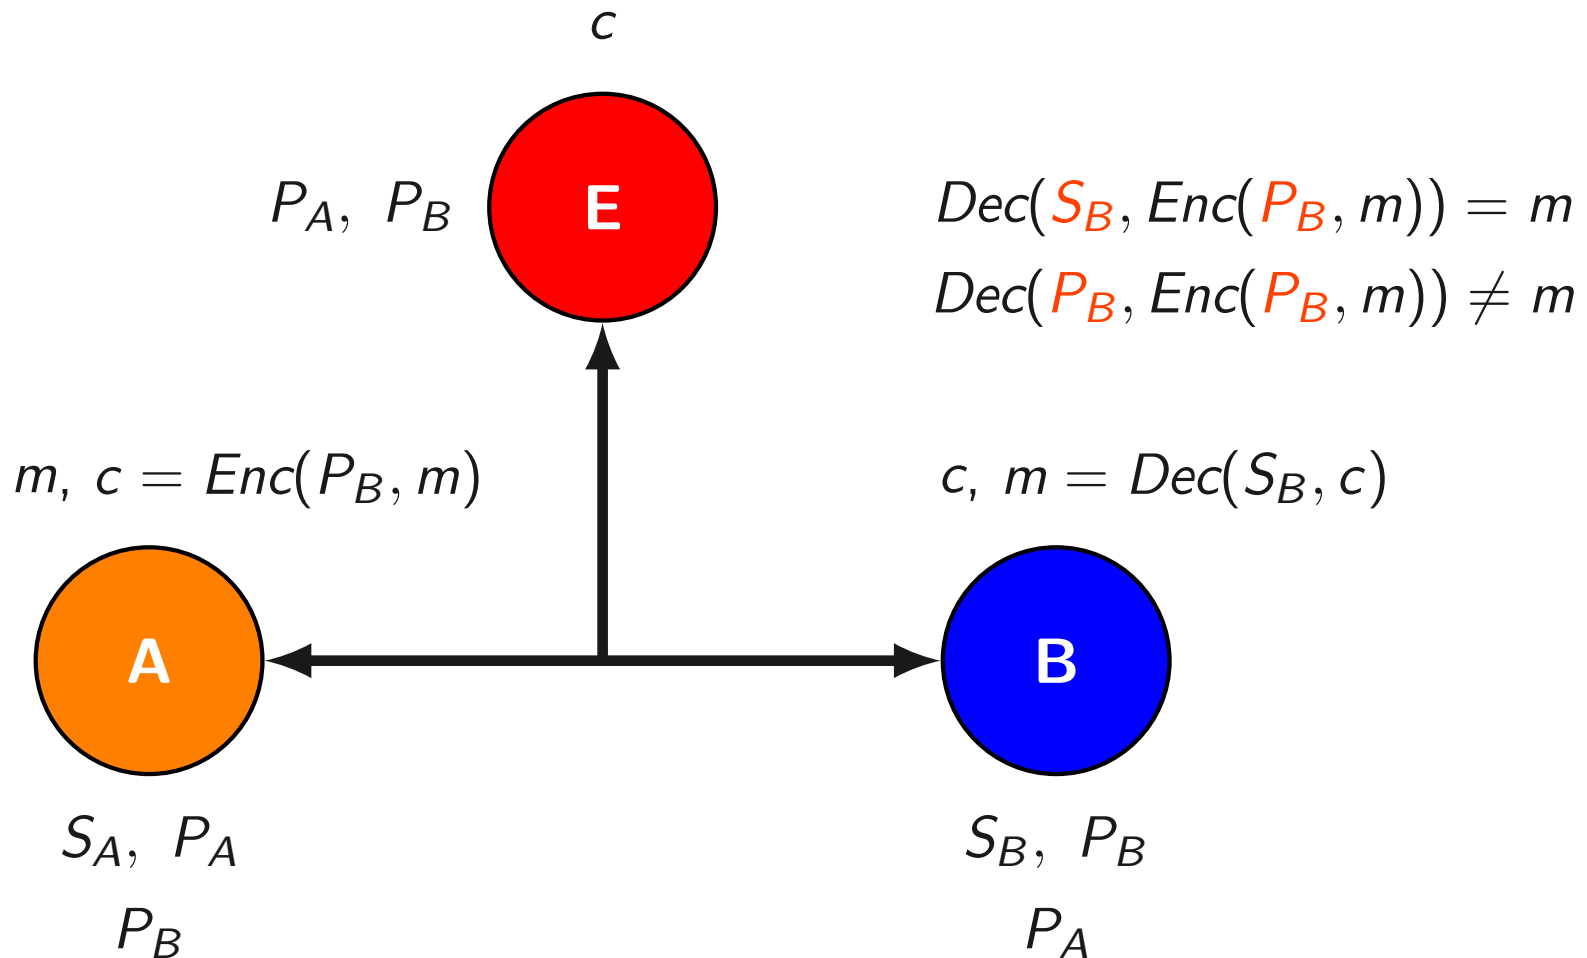 c
P_A, P_B
E
Dec(S_B, Enc(P_B, m)) = m
Dec(P_B, Enc(P_B, m)) ≠ m
m, c = Enc(P_B, m)
c, m = Dec(S_B, c)
A
B
S_A, P_A
P_B
S_B, P_B
P_A